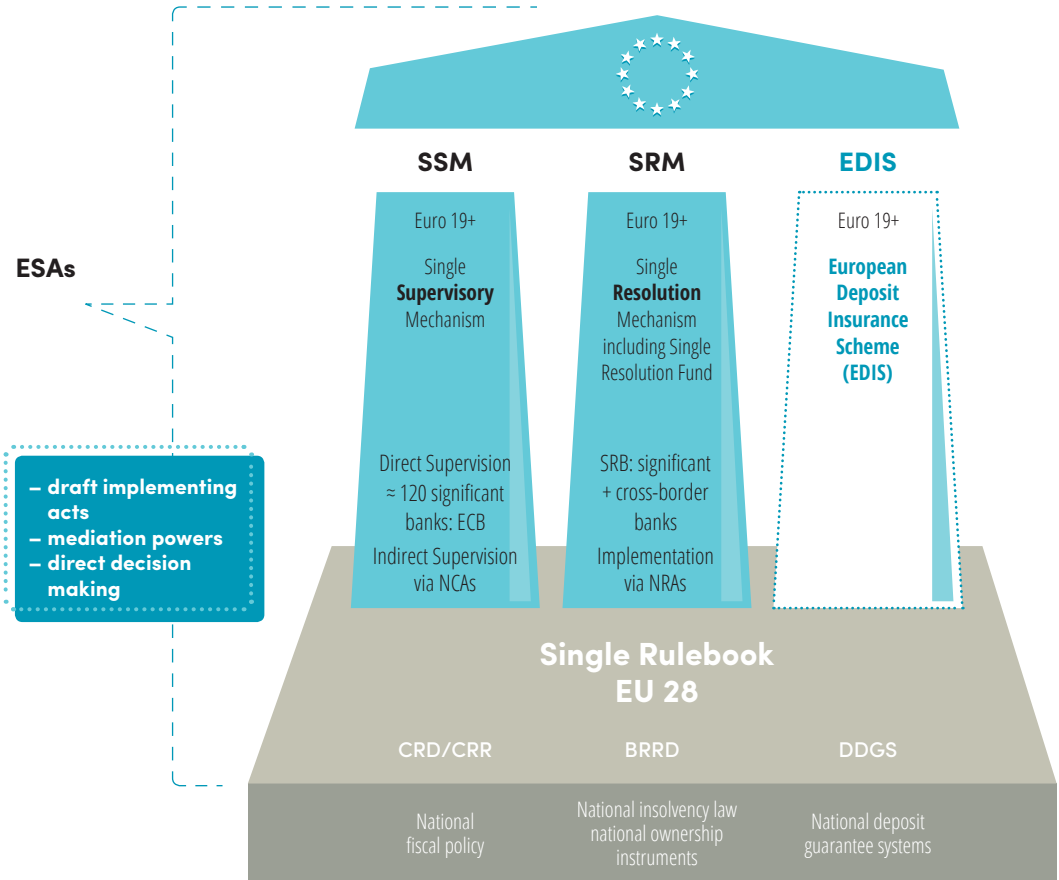 ESAs
– draft implementing
acts
– mediation powers
– direct decision
making
SSM
Euro 19+
Single
Supervisory
Mechanism
Direct Supervision
≈ 120 significant
banks: ECB
Indirect Supervision
via NCAs
SRM
Euro 19+
Single
Resolution
Mechanism
including Single
Resolution Fund
SRB: significant
+ cross-border
banks
Implementation
via NRAs
EDIS
Euro 19+
European
Deposit
Insurance
Scheme
(EDIS)
Single Rulebook
EU 28
CRD/CRR
BRRD
DDGS
National
fiscal policy
National insolvency law
national ownership
instruments
National deposit
guarantee systems